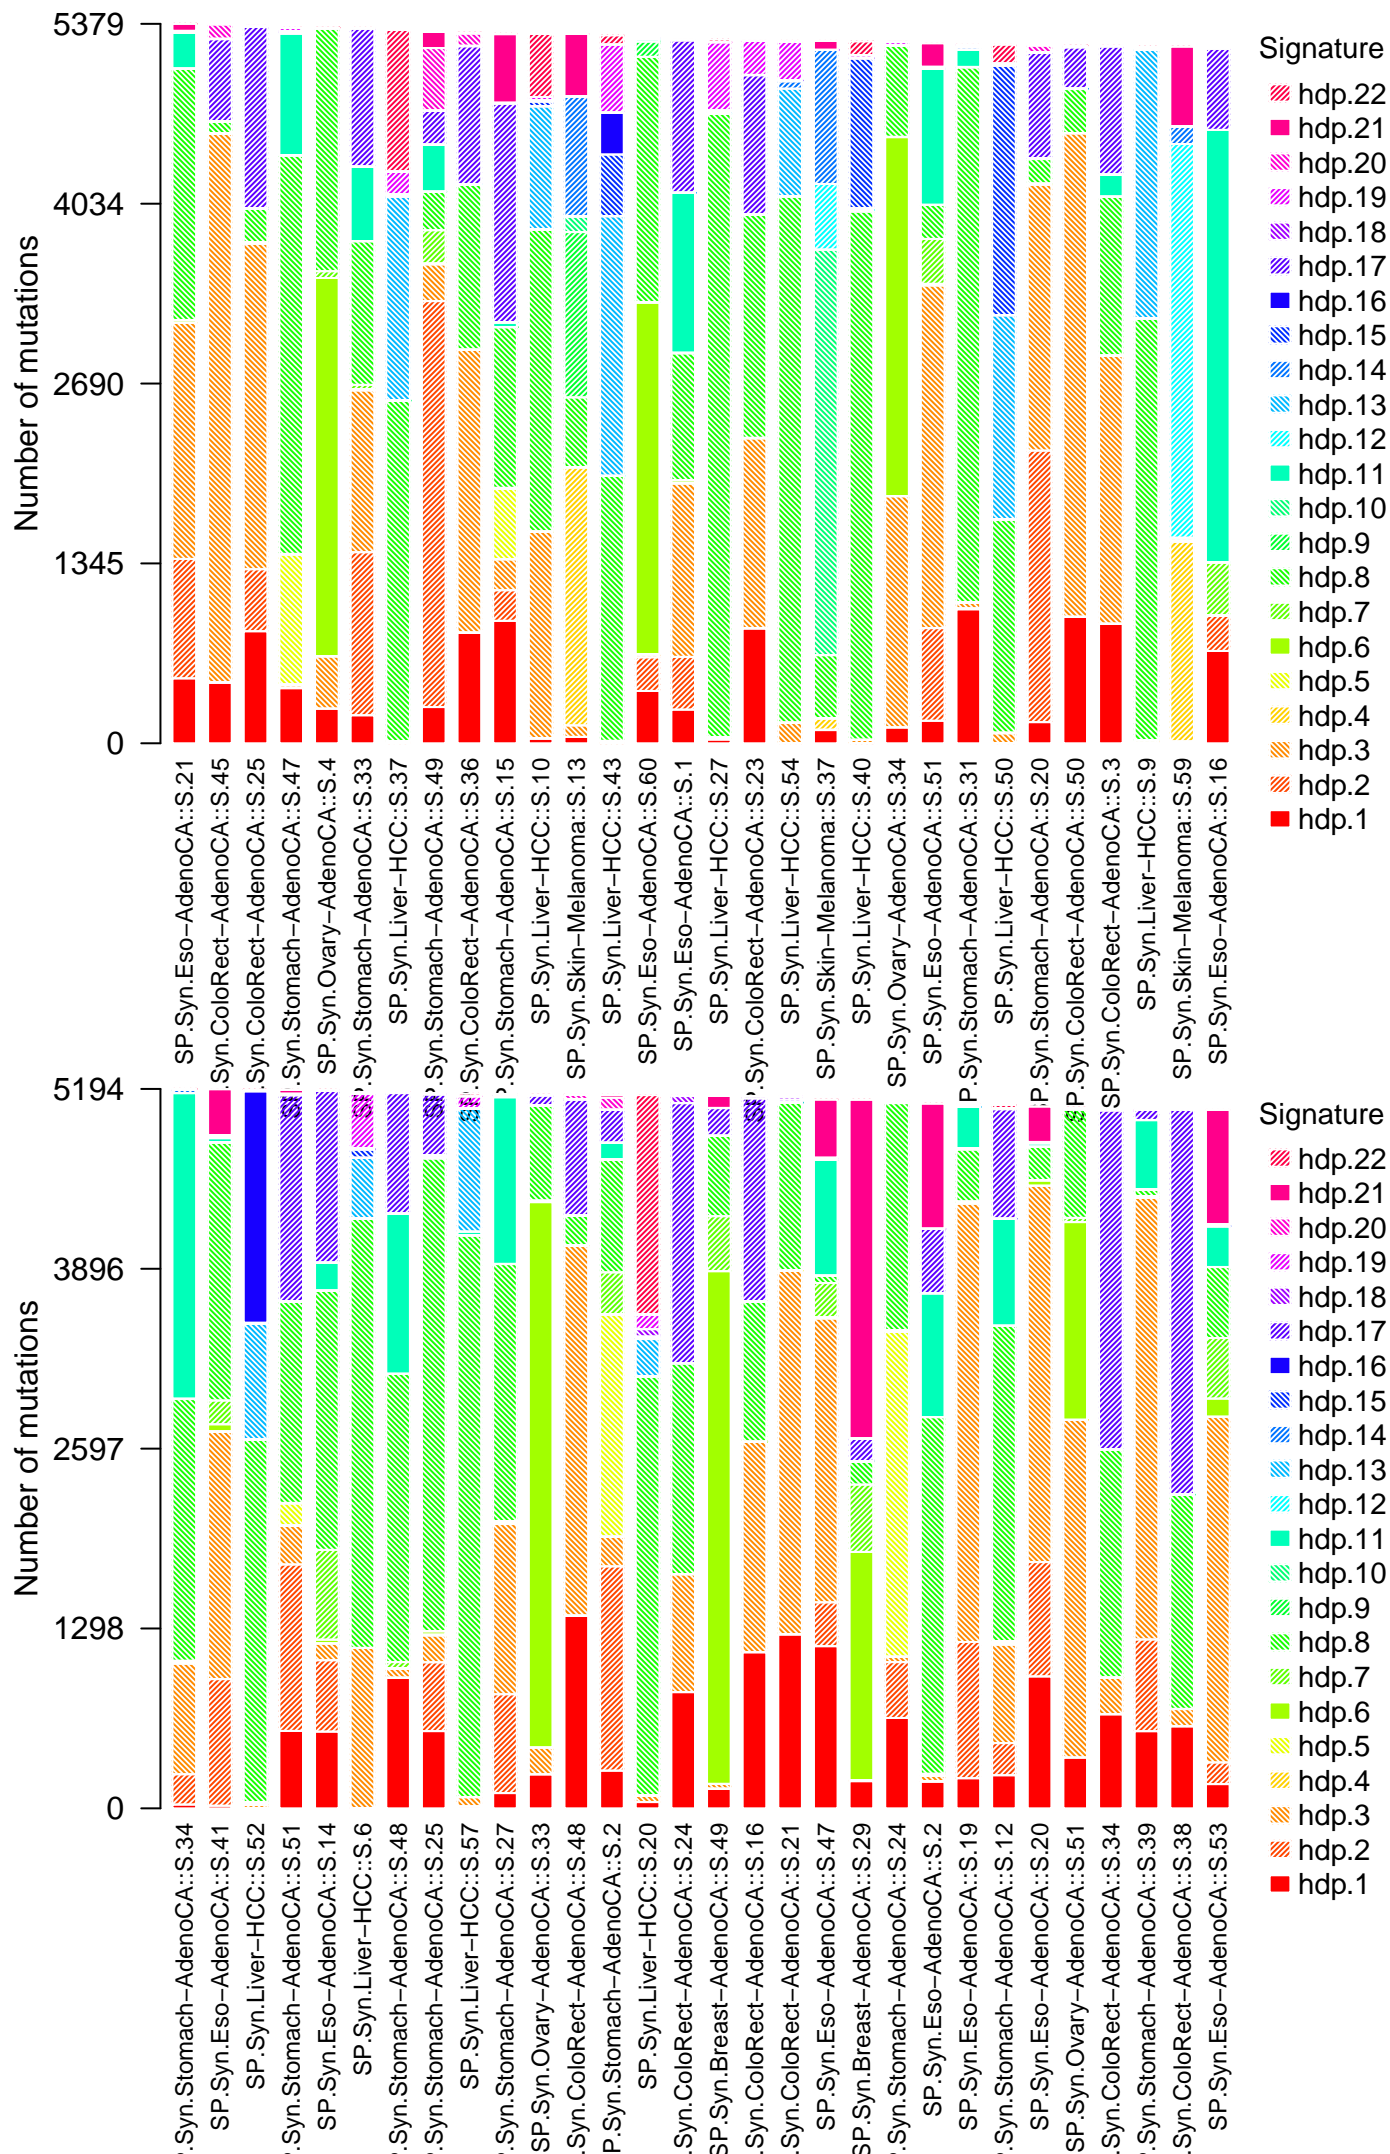 Number of mutations
5379
4034
2690
1345
0
SP.Syn.Eso−AdenoCA::S.21
.Syn.ColoRect−AdenoCA::S.45
.Syn.ColoRect−AdenoCA::S.25
SP.Syn.Stomach−AdenoCA::S.47
SP.Syn.Ovary−AdenoCA::S.4
SP.Syn.Stomach−AdenoCA::S.33
SP.Syn.Liver−HCC::S.37
SP.Syn.Stomach−AdenoCA::S.49
SP.Syn.ColoRect−AdenoCA::S.36
P.Syn.Stomach−AdenoCA::S.15
SP.Syn.Liver−HCC::S.10
SP.Syn.Skin−Melanoma::S.13
SP.Syn.Liver−HCC::S.43
SP.Syn.Eso−AdenoCA::S.60
SP.Syn.Eso−AdenoCA::S.1
SP.Syn.Liver−HCC::S.27
SP.Syn.ColoRect−AdenoCA::S.23
SP.Syn.Liver−HCC::S.54
SP.Syn.Skin−Melanoma::S.37
SP.Syn.Liver−HCC::S.40
SP.Syn.Ovary−AdenoCA::S.34
SP.Syn.Eso−AdenoCA::S.51
P.Syn.Stomach−AdenoCA::S.31
SP.Syn.Liver−HCC::S.50
P.Syn.Stomach−AdenoCA::S.20
SP.Syn.ColoRect−AdenoCA::S.50
SP.Syn.ColoRect−AdenoCA::S.3
SP.Syn.Liver−HCC::S.9
SP.Syn.Skin−Melanoma::S.59
SP.Syn.Eso−AdenoCA::S.16
Signature
hdp.22
hdp.21
hdp.20
hdp.19
hdp.18
hdp.17
hdp.16
hdp.15
hdp.14
hdp.13
hdp.12
hdp.11
hdp.10
hdp.9
hdp.8
hdp.7
hdp.6
hdp.5
hdp.4
hdp.3
hdp.2
hdp.1
Number of mutations
5194
3896
2597
1298
0
P.Syn.Stomach−AdenoCA::S.34
SP.Syn.Eso−AdenoCA::S.41
SP.Syn.Liver−HCC::S.52
P.Syn.Stomach−AdenoCA::S.51
SP.Syn.Eso−AdenoCA::S.14
SP.Syn.Liver−HCC::S.6
P.Syn.Stomach−AdenoCA::S.48
P.Syn.Stomach−AdenoCA::S.25
SP.Syn.Liver−HCC::S.57
P.Syn.Stomach−AdenoCA::S.27
SP.Syn.Ovary−AdenoCA::S.33
.Syn.ColoRect−AdenoCA::S.48
P.Syn.Stomach−AdenoCA::S.2
SP.Syn.Liver−HCC::S.20
.Syn.ColoRect−AdenoCA::S.24
SP.Syn.Breast−AdenoCA::S.49
.Syn.ColoRect−AdenoCA::S.16
.Syn.ColoRect−AdenoCA::S.21
SP.Syn.Eso−AdenoCA::S.47
SP.Syn.Breast−AdenoCA::S.29
P.Syn.Stomach−AdenoCA::S.24
SP.Syn.Eso−AdenoCA::S.2
SP.Syn.Eso−AdenoCA::S.19
P.Syn.Stomach−AdenoCA::S.12
SP.Syn.Eso−AdenoCA::S.20
SP.Syn.Ovary−AdenoCA::S.51
.Syn.ColoRect−AdenoCA::S.34
P.Syn.Stomach−AdenoCA::S.39
.Syn.ColoRect−AdenoCA::S.38
SP.Syn.Eso−AdenoCA::S.53
Signature
hdp.22
hdp.21
hdp.20
hdp.19
hdp.18
hdp.17
hdp.16
hdp.15
hdp.14
hdp.13
hdp.12
hdp.11
hdp.10
hdp.9
hdp.8
hdp.7
hdp.6
hdp.5
hdp.4
hdp.3
hdp.2
hdp.1